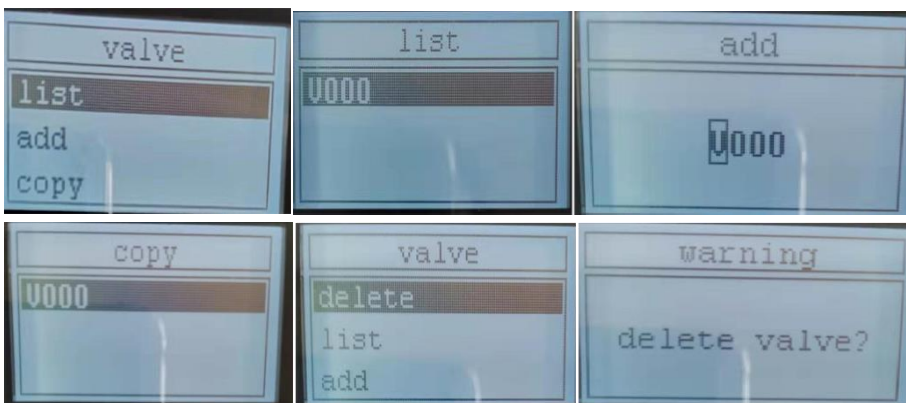 valve
list
add
copy
list
V000
add
V000
copy
V000
valve
delete
list
add
warning
delete valve?